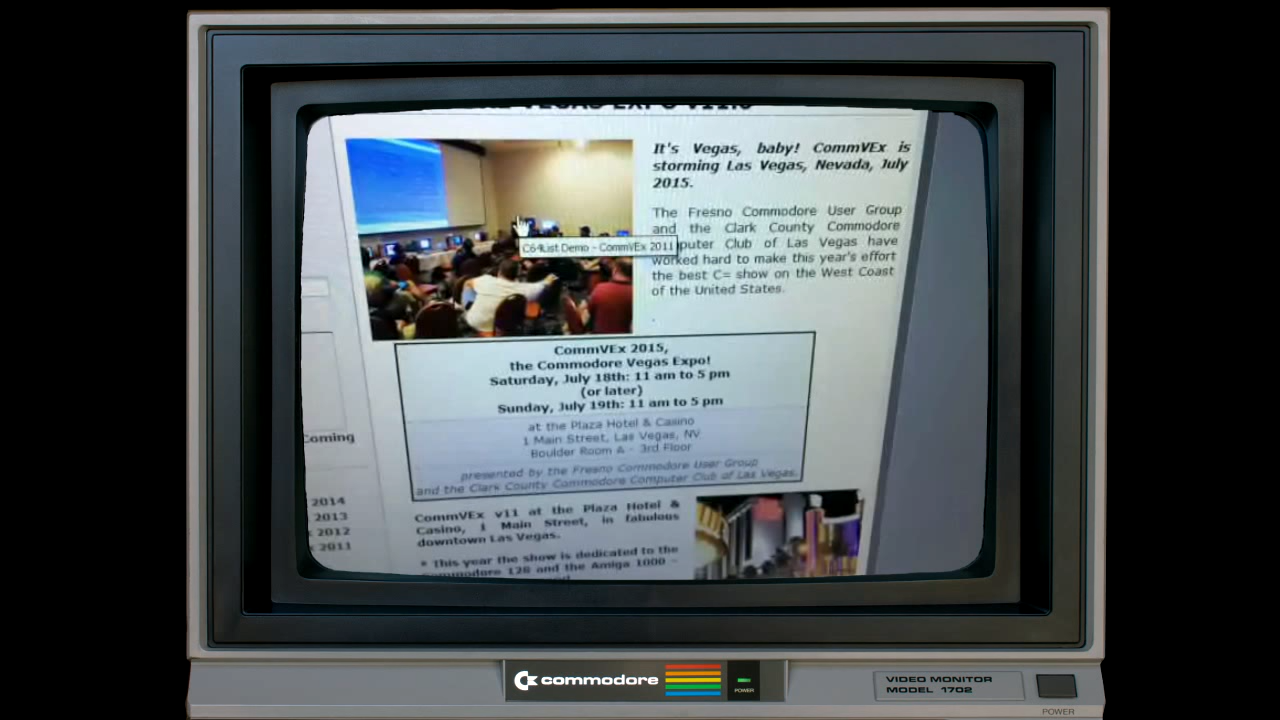 VEGAS EXPO V11.0
It's Vegas, baby! CommVEx is
storming Las Vegas, Nevada, July
2015.
The Fresno Commodore User Group
and the Clark County Commodore
puter Club of Las Vegas have
worked hard to make this year's effort
the best C= show on the West Coast
of the United States.
C64List Demo - CommVEx 2011
CommVEx 2015,
the Commodore Vegas Expo!
Saturday, July 18th: 11 am to 5 pm
(or later)
Sunday, July 19th: 11 am to 5 pm
at the Plaza Hotel & Casino
1 Main Street, Las Vegas, NV
Boulder Room A - 3rd Floor
presented by the Fresno Commodore User Group
and the Clark County Commodore Computer Club of Las Vegas.
Coming
2014
2013
2012
2011
CommVEx v11 at the Plaza Hotel &
Casino, 1 Main Street, in fabulous
downtown Las Vegas.
* This year the show is dedicated to the
Commodore 128 and the Amiga 1000 -
commodore
POWER
VIDEO MONITOR
MODEL 1702
POWER